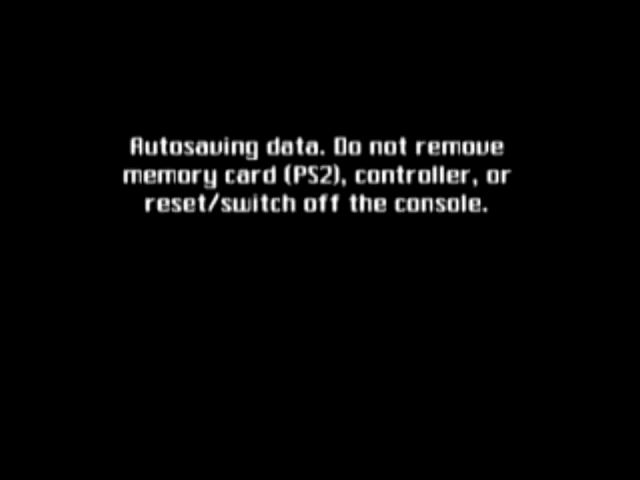 Autosaving data. Do not remove
memory card (PS2), controller, or
reset/switch off the console.